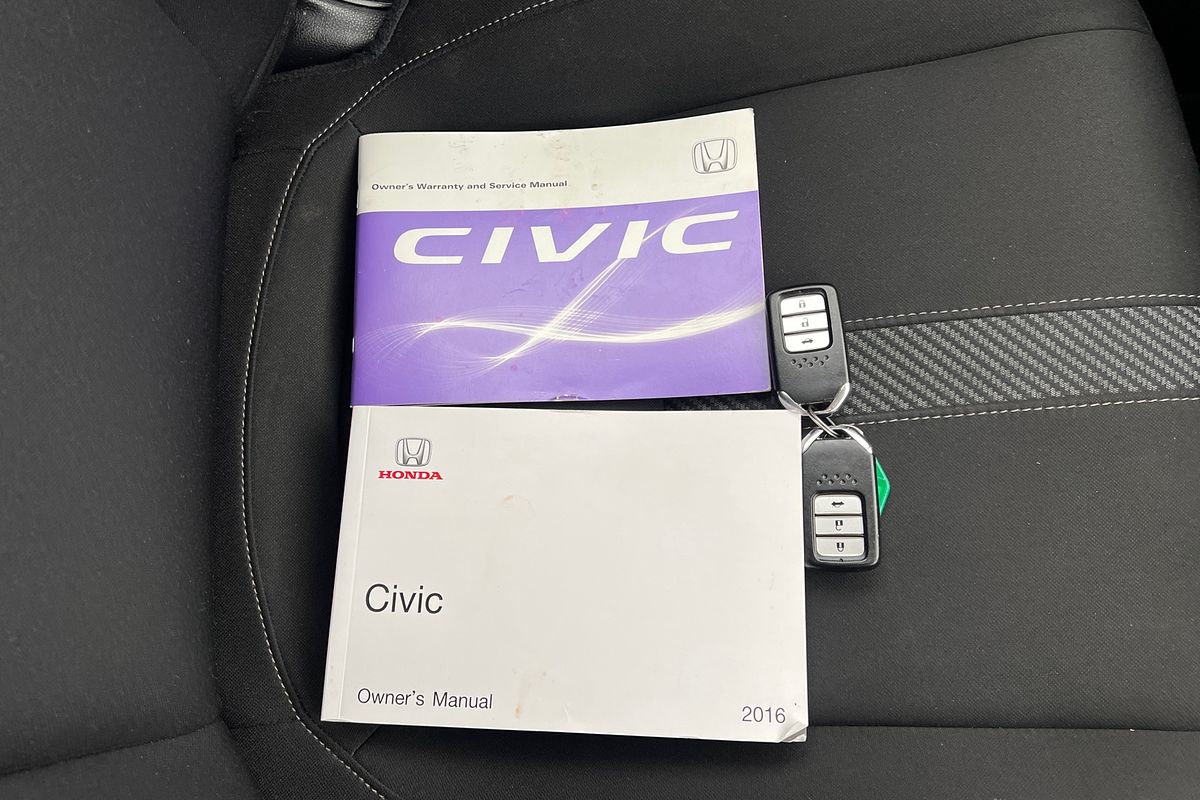 Owner's Warranty and Service Manual
CIVIC
HONDA
Civic
Owner's Manual
2016